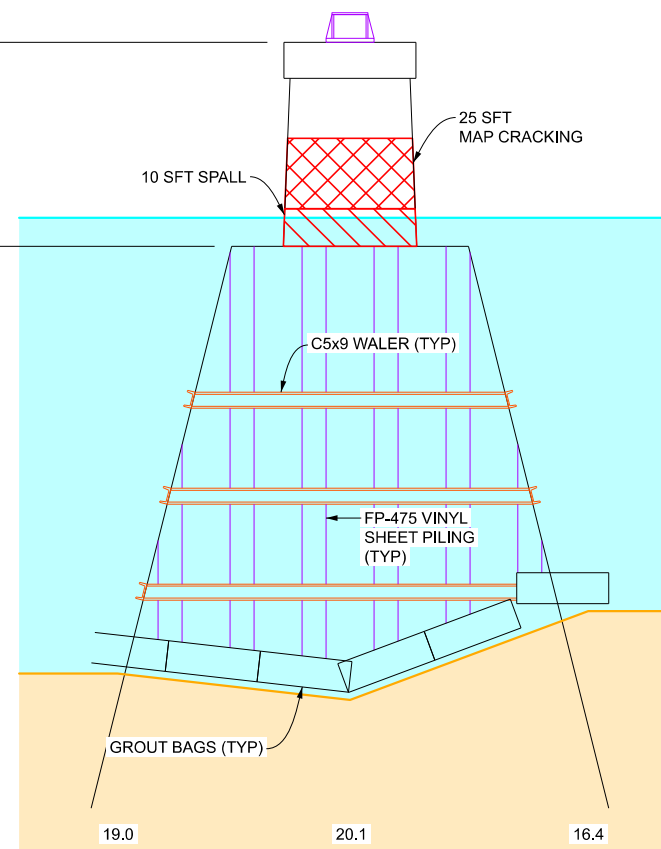 25 SFT
MAP CRACKING
10 SFT SPALL
C5x9 WALER (TYP)
FP-475 VINYL
SHEET PILING
(TYP)
GROUT BAGS (TYP)
19.0
20.1
16.4